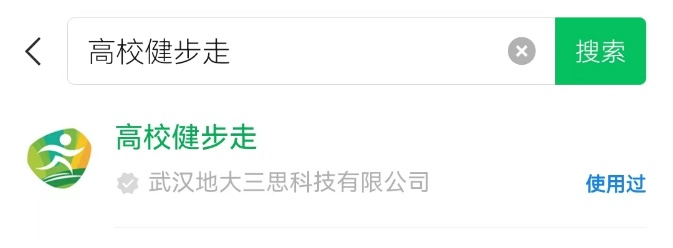 高校健步走
搜索
高校健步走
武汉地大三思科技有限公司
使用过